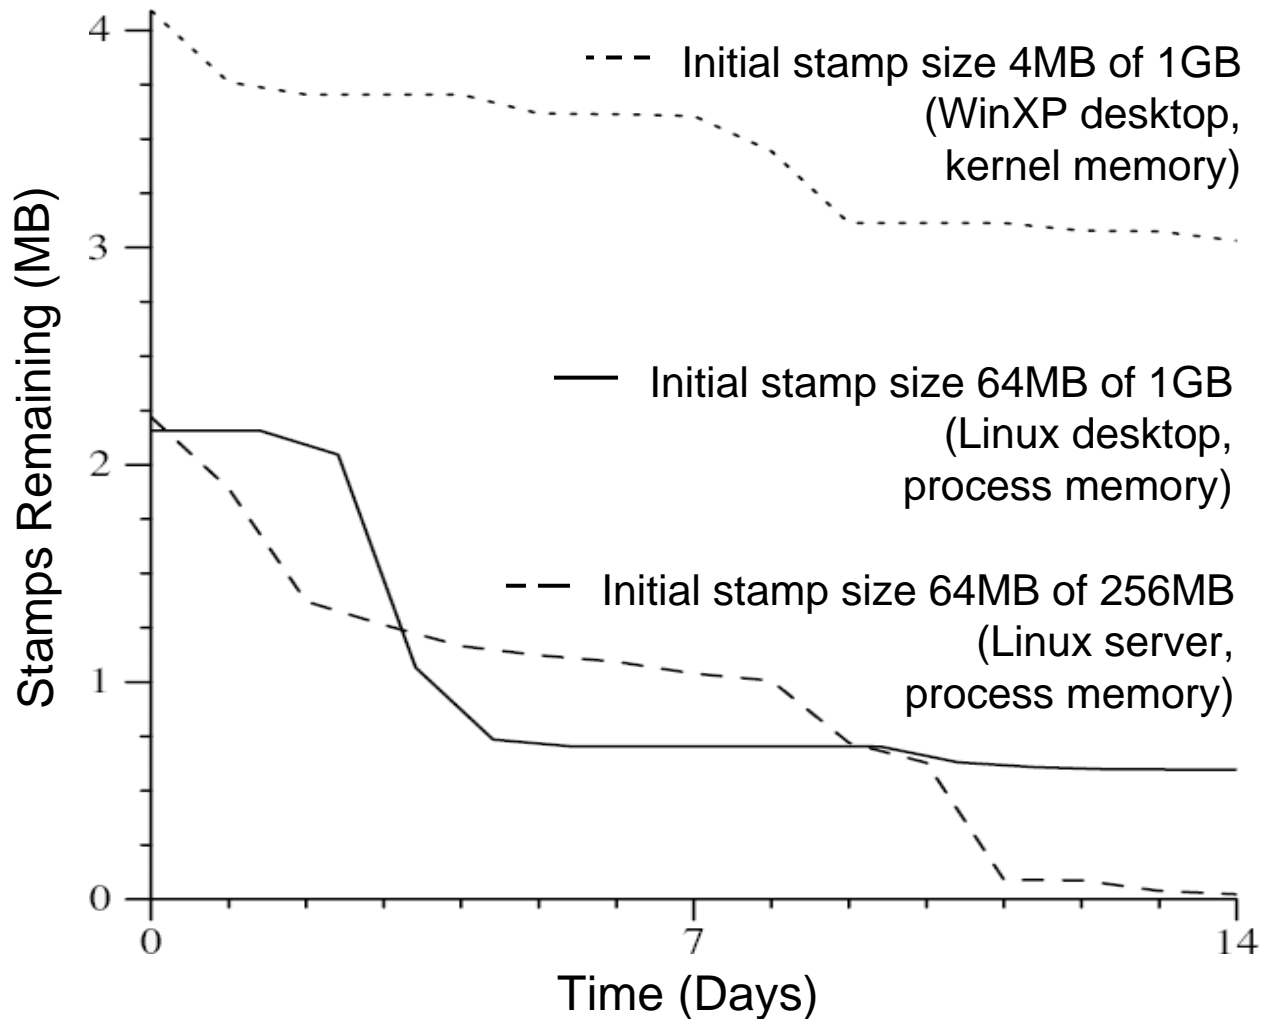 4
3
2
1
0
Stamps Remaining (MB)
Initial stamp size 4MB of 1GB
(WinXP desktop,
kernel memory)
Initial stamp size 64MB of 1GB
(Linux desktop,
process memory)
Initial stamp size 64MB of 256MB
(Linux server,
process memory)
0
7
14
Time (Days)